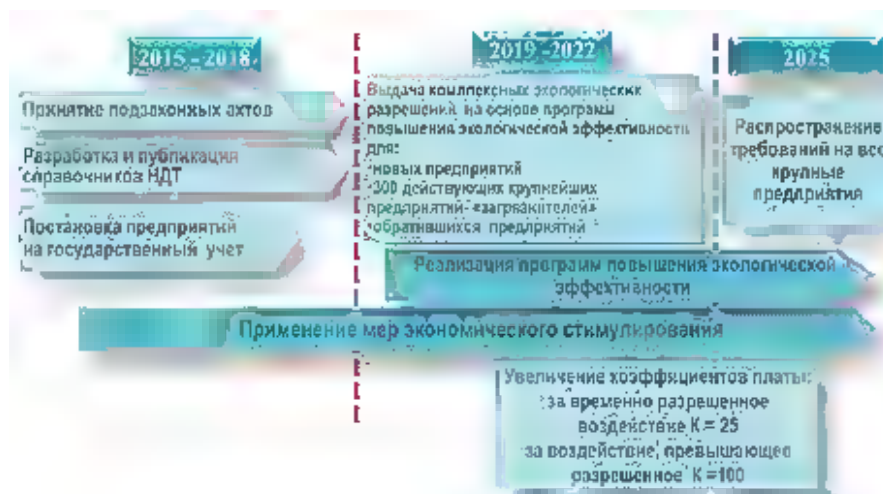 2015 - 2018
Принятие подзаконных актов
Разработка и публикация
справочников НДТ
Постановка предприятий
на государственный учет
2019 -2022
Выдача комплексных экологических
разрешений на основе программ
повышения экологической эффективность
для:
новых предприятий
300 действующих крупнейших
предприятий- «загрязнителей»
обратившихся предприятий
2025
Распространение
требований на все
крупные
предприятия
Реализация программ повышения экологической
эффективности
Применение мер экономического стимулирования
Увеличение коэффициентов платы:
за временно разрешенное
воздействие К = 25
за воздействие, превышающее
разрешенное К =100